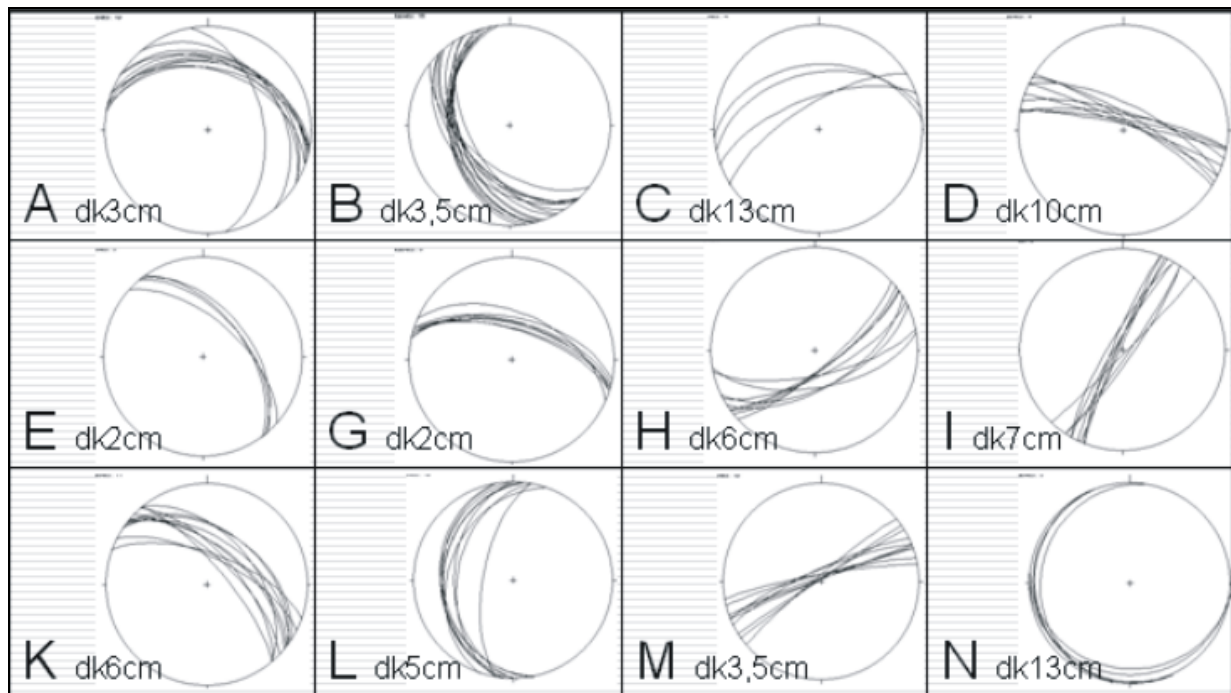 A dk3cm
B dk3,5cm
C dk13cm
D dk10cm
E dk2cm
G dk2cm
H dk6cm
I dk7cm
K dk6cm
L dk5cm
M dk3,5cm
N dk13cm